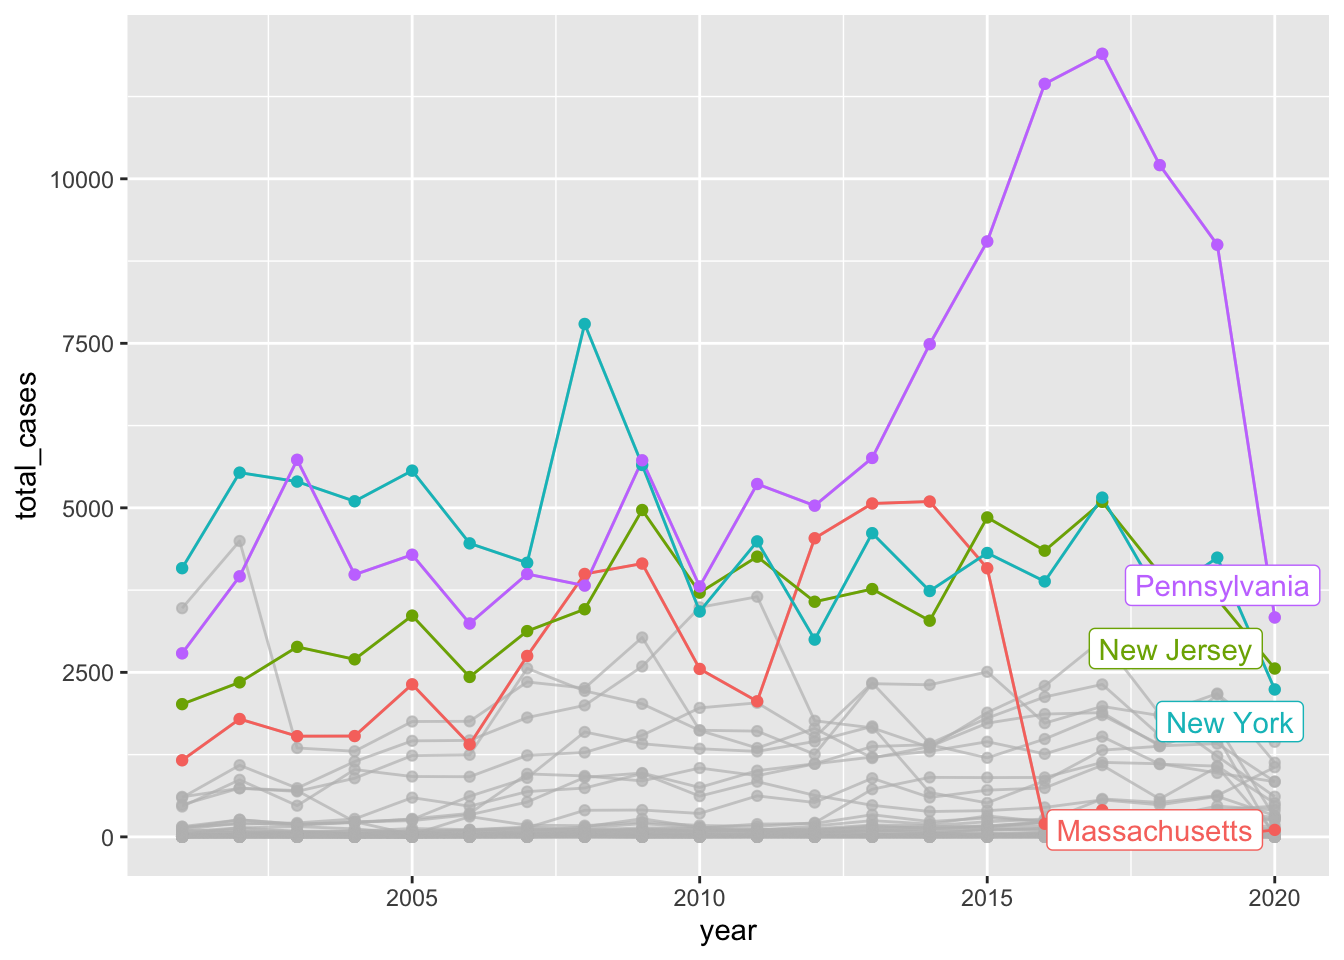 10000
7500
5000
2500
0
total_cases
Pennsylvania
New Jersey
New York
Massachusetts
2005 2010 2015 2020
year